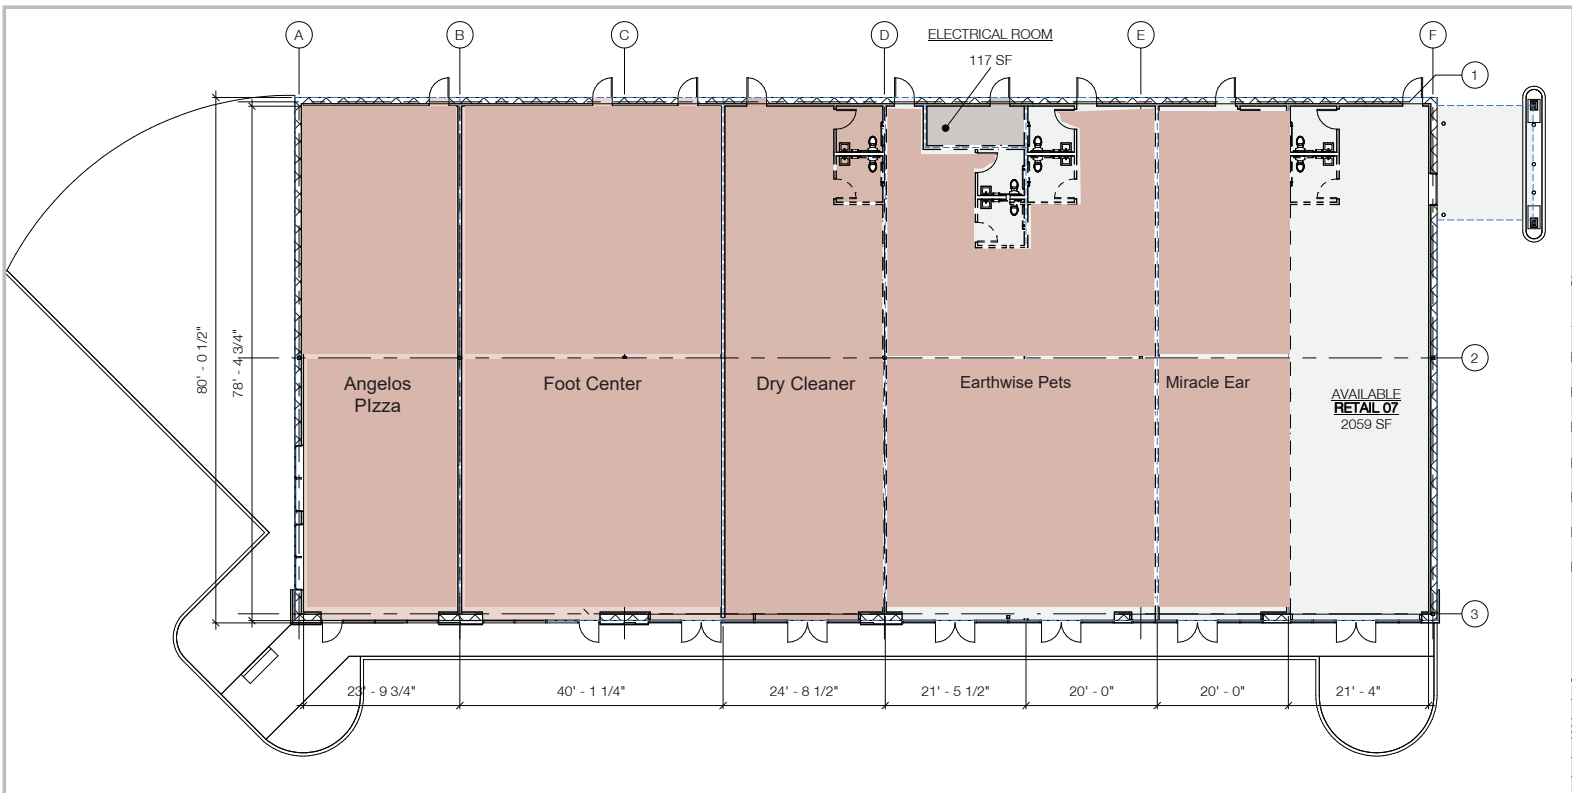 A
B
C
D
E
F
ELECTRICAL ROOM
117 SF
1
80' - 0 1/2"
78' - 4 3/4"
2
Angelos
PIzza
Foot Center
Dry Cleaner
Earthwise Pets
Miracle Ear
AVAILABLE
RETAIL 07
2059 SF
3
23' - 9 3/4"
40' - 1 1/4"
24' - 8 1/2"
21' - 5 1/2"
20' - 0"
20' - 0"
21' - 4"